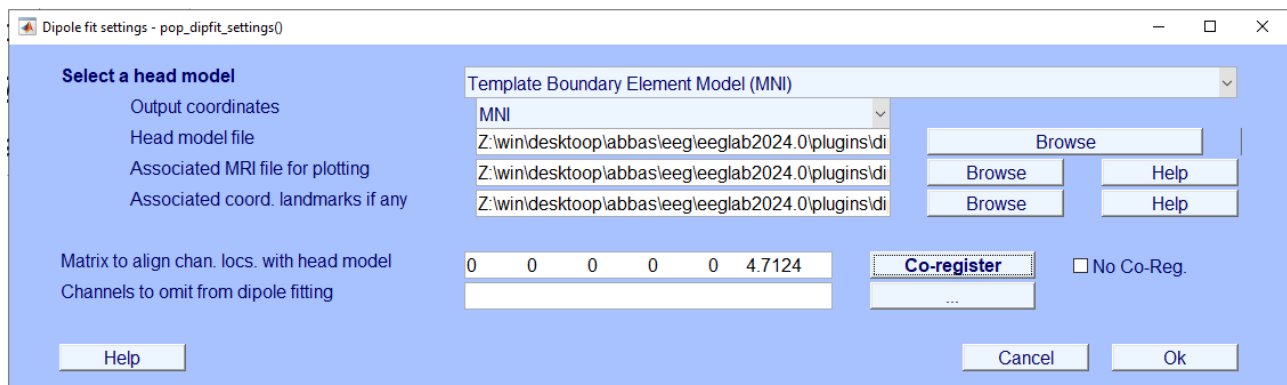 Dipole fit settings - pop_dipfit_settings()
Select a head model Template Boundary Element Model (MNI)
Output coordinates MNI
Head model file Z:\win\desktoop\abbas\eeg\eeglab2024.0\plugins\di Browse
Associated MRI file for plotting Z:\win\desktoop\abbas\eeg\eeglab2024.0\plugins\di Browse Help
Associated coord. landmarks if any Z:\win\desktoop\abbas\eeg\eeglab2024.0\plugins\di Browse Help
Matrix to align chan. locs. with head model 0 0 0 0 0 4.7124 Co-register No Co-Reg.
Channels to omit from dipole fitting ...
Help Cancel Ok